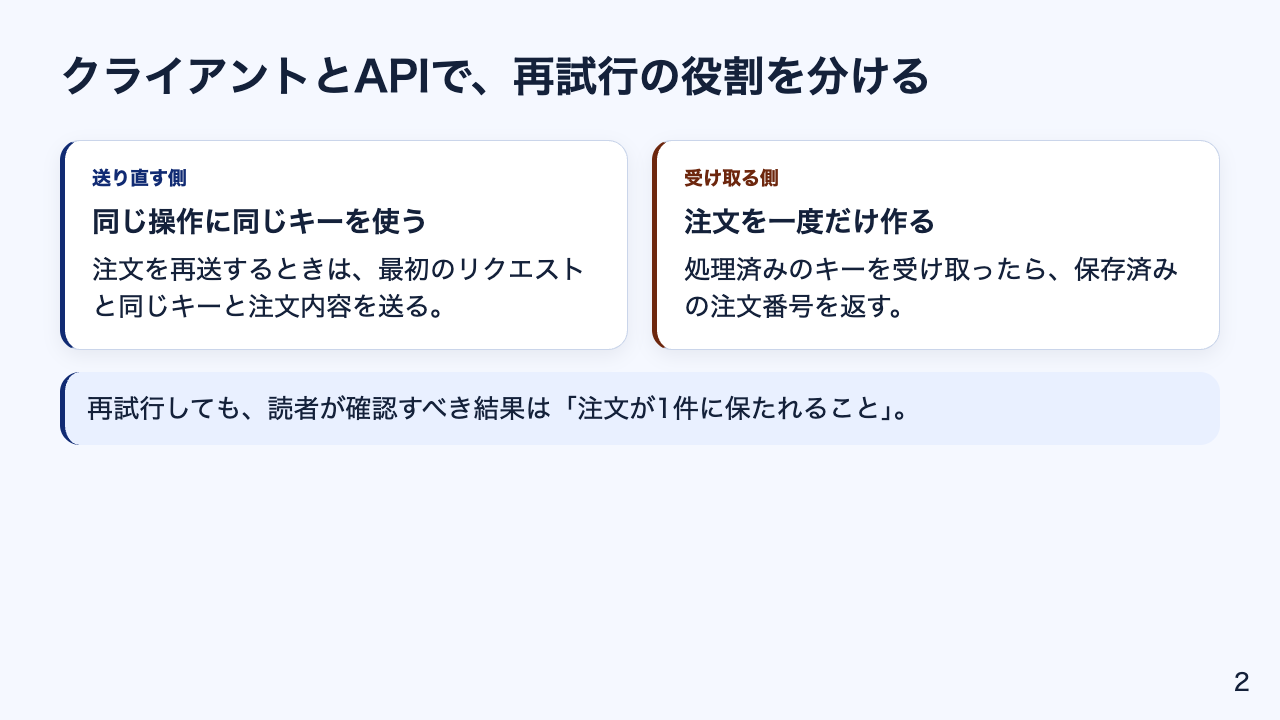 クライアントとAPIで、再試行の役割を分ける
送り直す側
同じ操作に同じキーを使う
注文を再送するときは、最初のリクエスト
と同じキーと注文内容を送る。
受け取る側
注文を一度だけ作る
処理済みのキーを受け取ったら、保存済み
の注文番号を返す。
再試行しても、読者が確認すべき結果は「注文が1件に保たれること」。
2